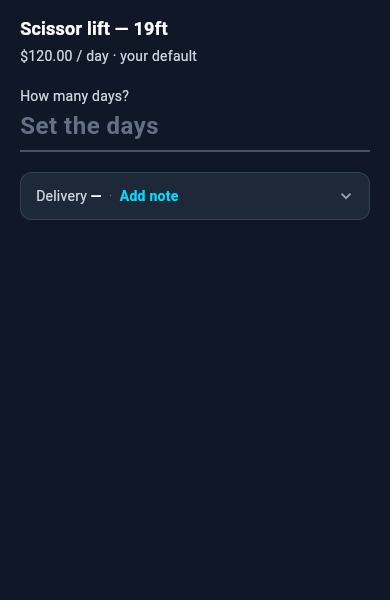 Scissor lift — 19ft
$120.00 / day · your default
How many days?
Set the days
Delivery — · Add note